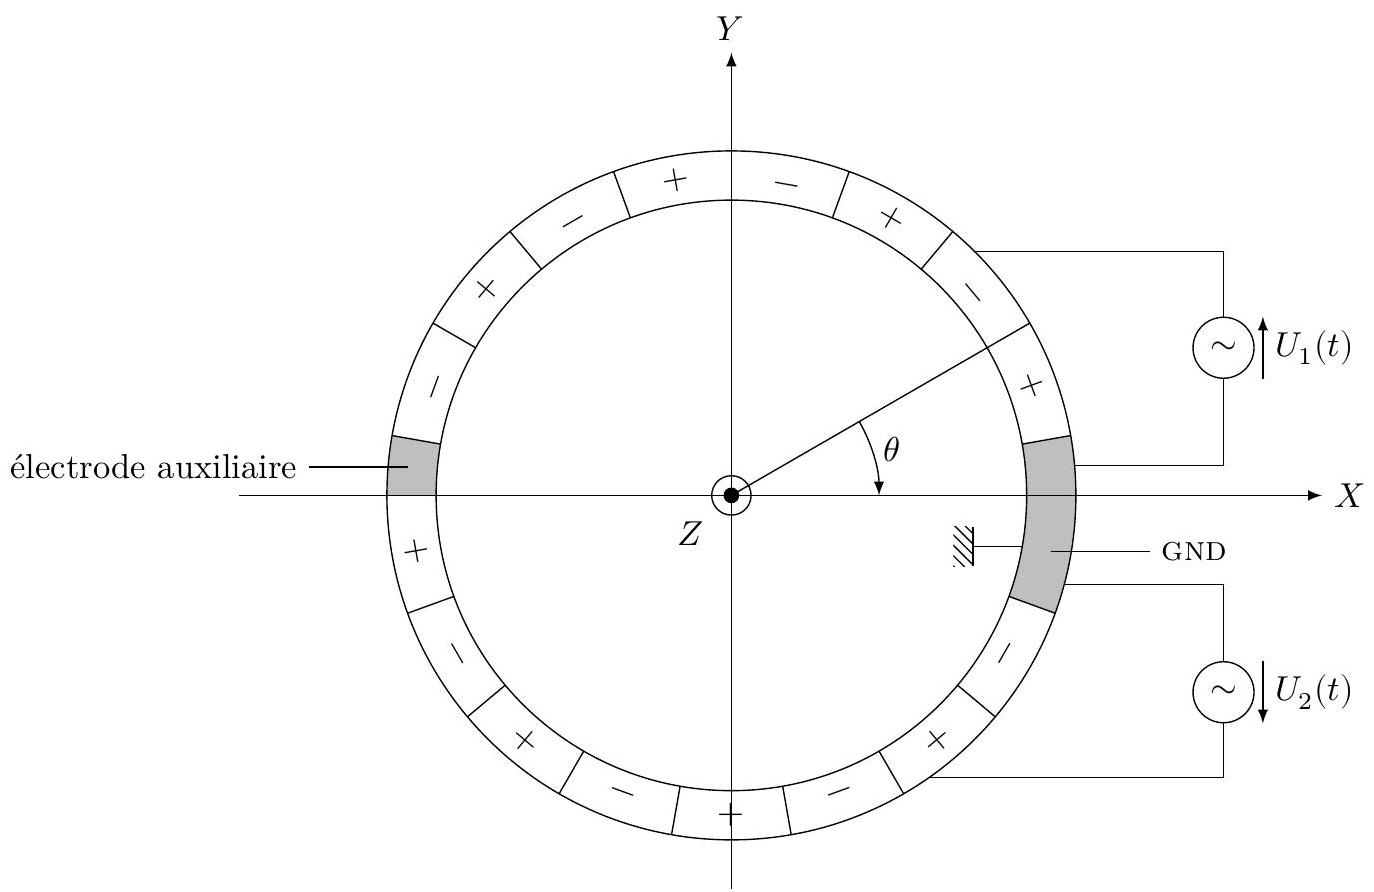 Y
+ −
− +
+ −
U₁(t)
∼
− +
θ
électrode auxiliaire
X
Z
+
GND
− −
∼
U₂(t)
+ +
− −
+